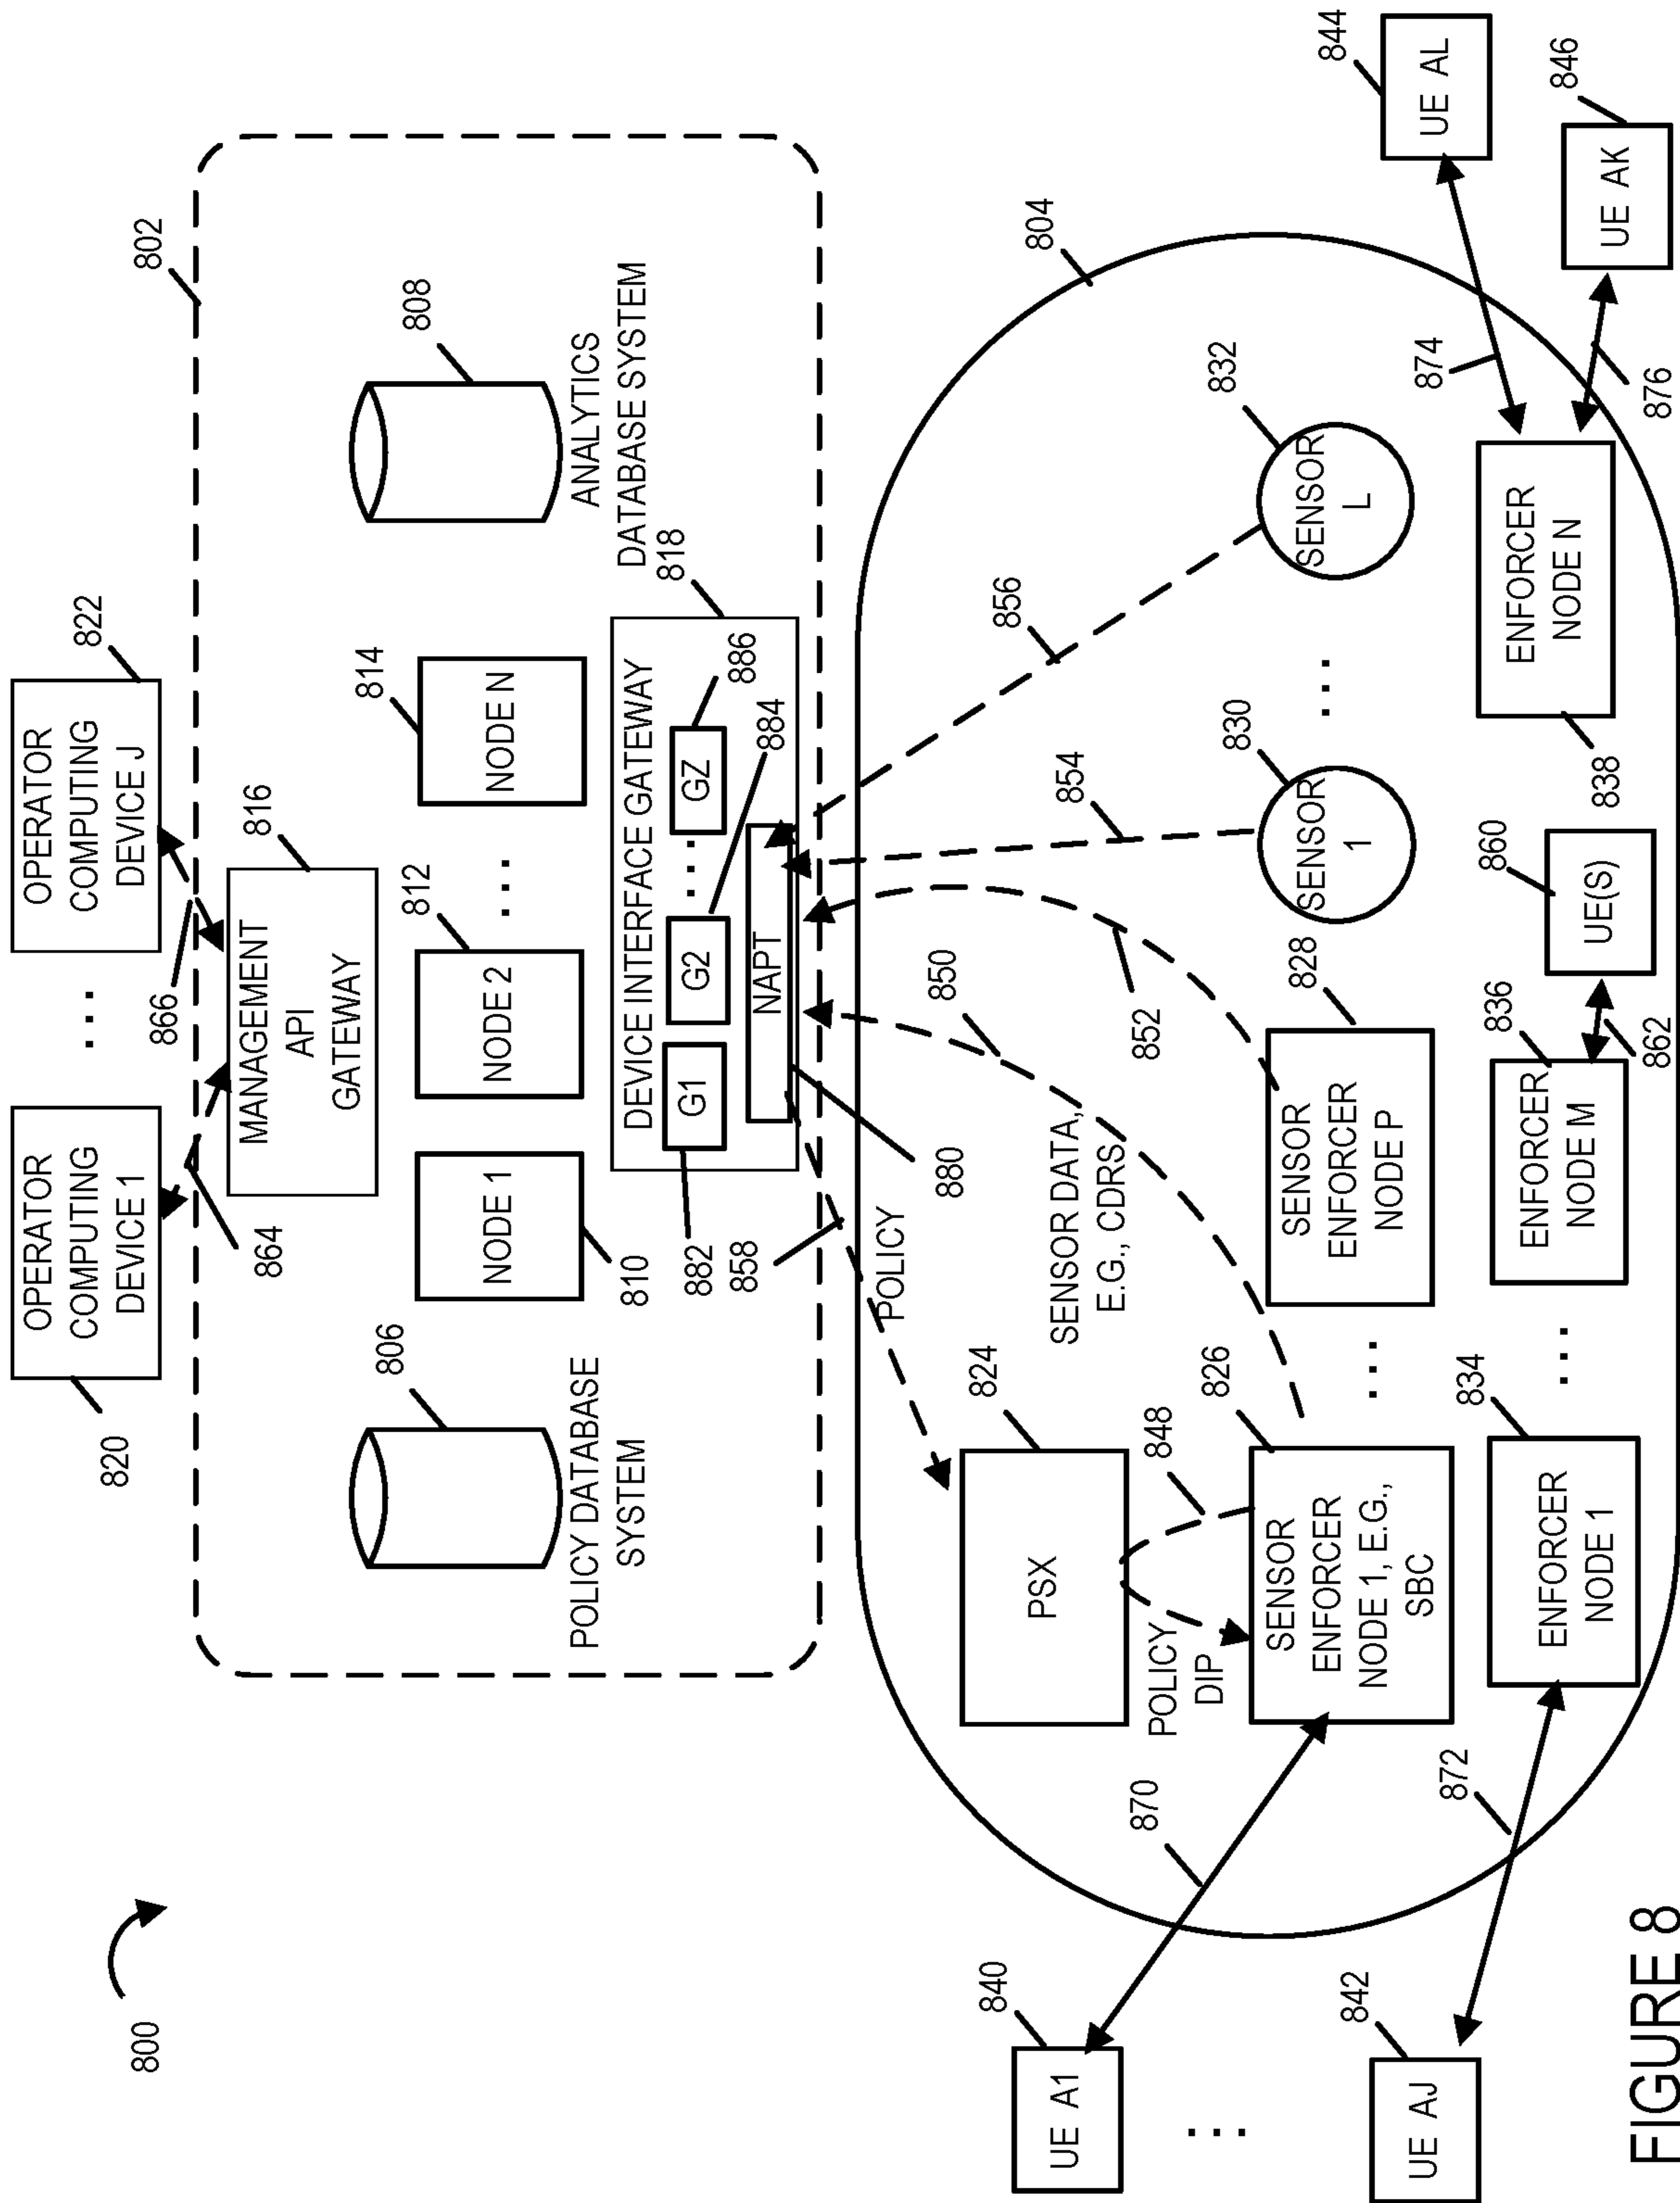 800
OPERATOR
COMPUTING
DEVICE 1
820
...
OPERATOR
COMPUTING
DEVICE J
822
864
866
802
MANAGEMENT
API
GATEWAY
816
806
POLICY DATABASE
SYSTEM
NODE 1
810
NODE 2
812
...
NODE N
814
808
ANALYTICS
DATABASE SYSTEM
818
DEVICE INTERFACE GATEWAY
G1
G2
...
GZ
882
884
886
NAPT
880
858
POLICY
804
PSX
824
848
POLICY
DIP
SENSOR
ENFORCER
NODE 1, E.G.,
SBC
826
...
SENSOR DATA,
E.G., CDRS
850
852
854
856
SENSOR
ENFORCER
NODE P
828
SENSOR
1
830
...
SENSOR
L
832
ENFORCER
NODE 1
834
...
ENFORCER
NODE M
836
862
UE(S)
860
ENFORCER
NODE N
838
UE A1
840
870
...
UE AJ
842
872
UE AL
844
874
UE AK
846
876
FIGURE 8